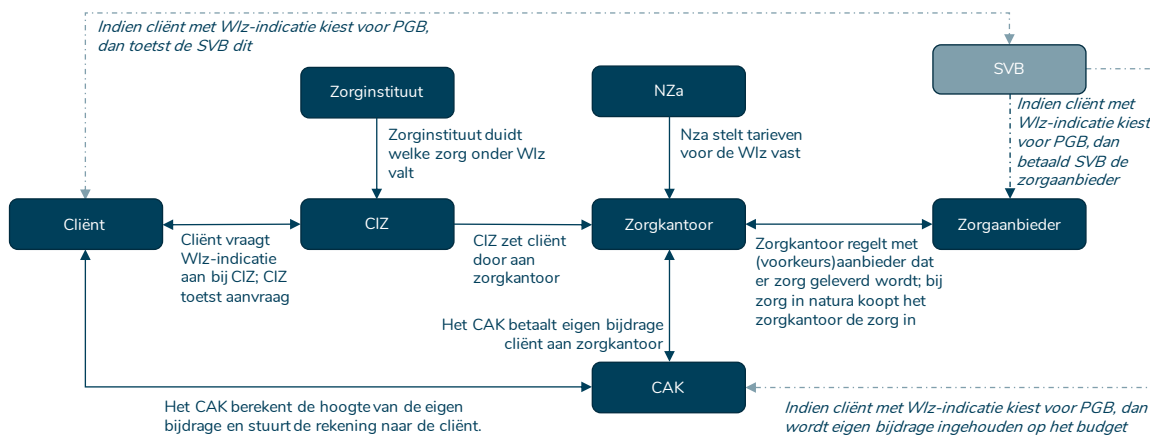 Indien cliënt met Wlz-indicatie kiest voor PGB,
dan toetst de SVB dit
SVB
Zorginstituut
NZa
Indien cliënt met
Wlz-indicatie kiest
voor PGB, dan
betaald SVB de
zorgaanbieder
Zorginstituut duidt
welke zorg onder Wlz
valt
Nza stelt tarieven
voor de Wlz vast
Cliënt
CIZ
Zorgkantoor
Zorgaanbieder
Cliënt vraagt
Wlz-indicatie
aan bij CIZ; CIZ
toetst aanvraag
CIZ zet cliënt
door aan
zorgkantoor
Zorgkantoor regelt met
(voorkeurs)aanbieder dat
er zorg geleverd wordt; bij
zorg in natura koopt het
zorgkantoor de zorg in
Het CAK betaalt eigen bijdrage
cliënt aan zorgkantoor
CAK
Het CAK berekent de hoogte van de eigen
bijdrage en stuurt de rekening naar de cliënt.
Indien cliënt met Wlz-indicatie kiest voor PGB, dan
wordt eigen bijdrage ingehouden op het budget